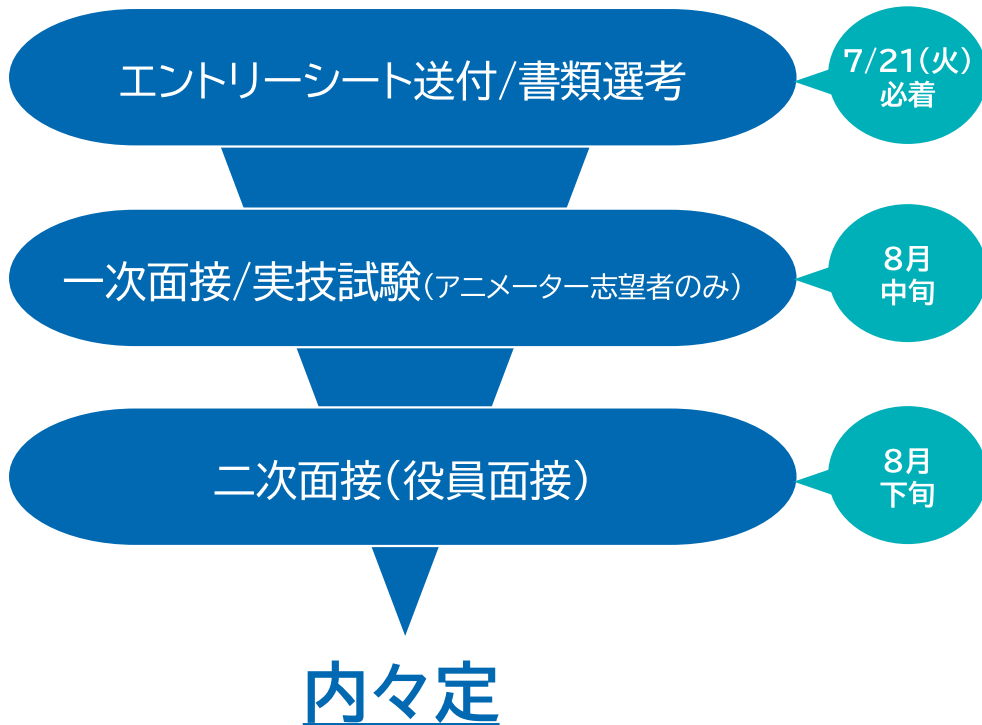 エントリーシート送付/書類選考
7/21(火)
必着
一次面接/実技試験(アニメーター志望者のみ)
8月
中旬
二次面接(役員面接)
8月
下旬
内々定